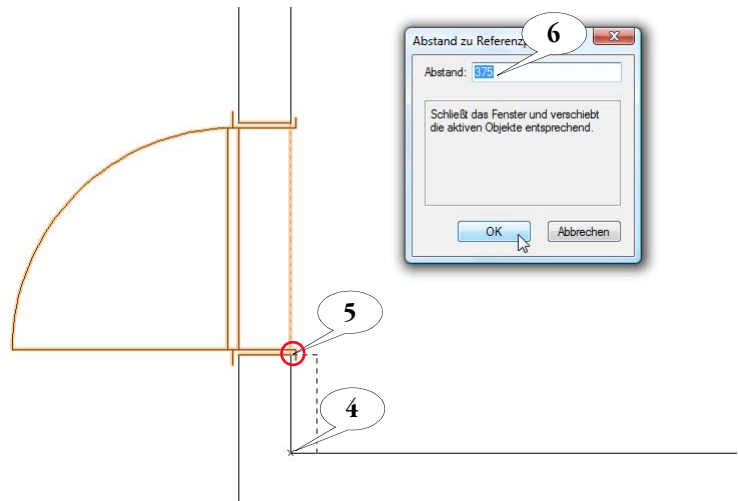 6
Abstand zu Referenzp
Abstand: 375
Schließt das Fenster und verschiebt
die aktiven Objekte entsprechend.
OK
Abbrechen
5
4